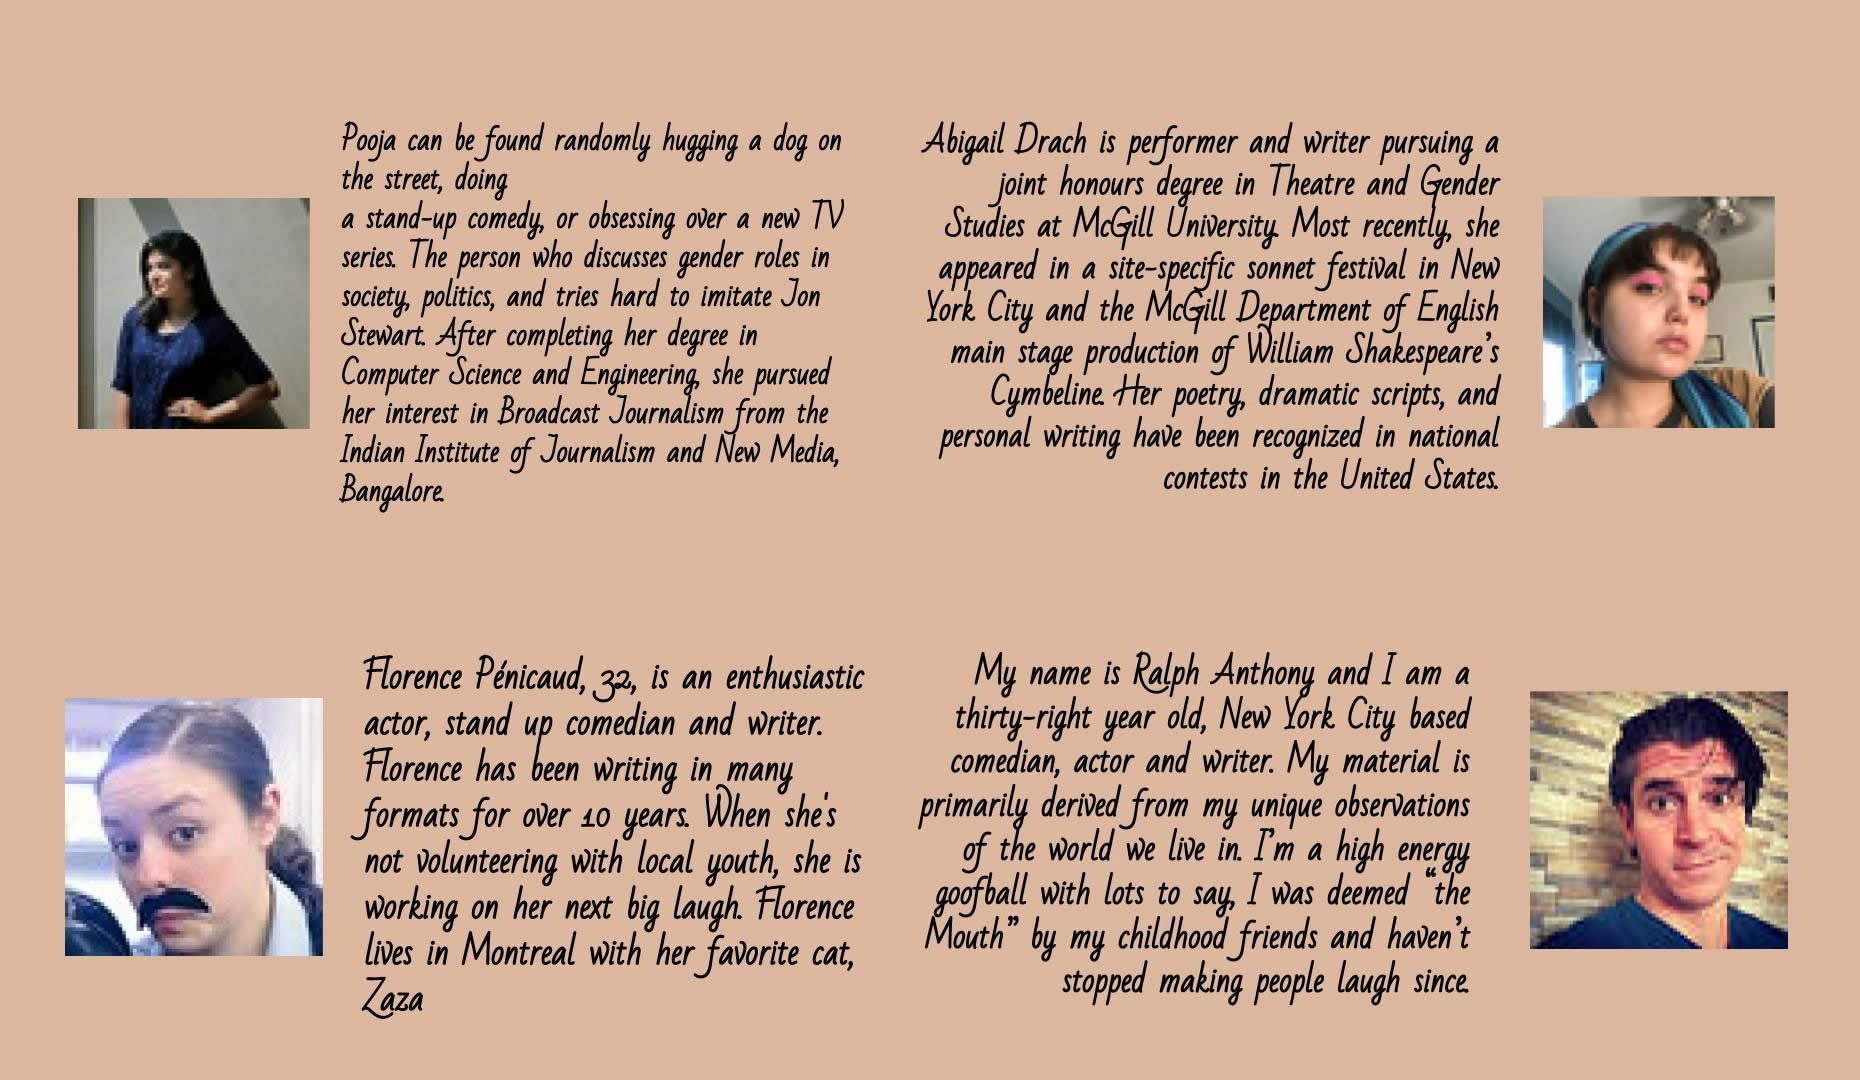 Pooja can be found randomly hugging a dog on
the street, doing
a stand-up comedy, or obsessing over a new TV
series. The person who discusses gender roles in
society, politics, and tries hard to imitate Jon
Stewart. After completing her degree in
Computer Science and Engineering, she pursued
her interest in Broadcast Journalism from the
Indian Institute of Journalism and New Media,
Bangalore.
Abigail Drach is performer and writer pursuing a
joint honours degree in Theatre and Gender
Studies at McGill University. Most recently, she
appeared in a site-specific sonnet festival in New
York City and the McGill Department of English
main stage production of William Shakespeare’s
Cymbeline. Her poetry, dramatic scripts, and
personal writing have been recognized in national
contests in the United States.
Florence Pénicaud, 32, is an enthusiastic
actor, stand up comedian and writer.
Florence has been writing in many
formats for over 10 years. When she's
not volunteering with local youth, she is
working on her next big laugh. Florence
lives in Montreal with her favorite cat,
Zaza
My name is Ralph Anthony and I am a
thirty-right year old, New York City based
comedian, actor and writer. My material is
primarily derived from my unique observations
of the world we live in. I’m a high energy
goofball with lots to say, I was deemed “the
Mouth” by my childhood friends and haven’t
stopped making people laugh since.